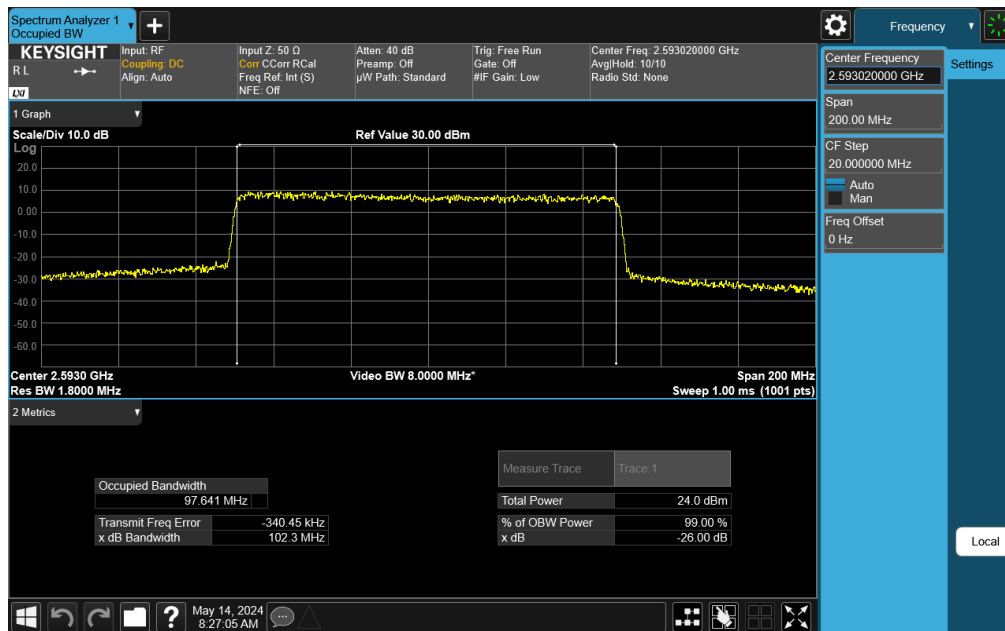 Spectrum Analyzer 1
Occupied BW
Frequency
KEYSIGHT
R L
LXI
Input: RF
Coupling: DC
Align: Auto
Input Z: 50 Ω
Corr CCorr RCal
Freq Ref: Int (S)
NFE: Off
Atten: 40 dB
Preamp: Off
µW Path: Standard
Trig: Free Run
Gate: Off
#IF Gain: Low
Center Freq: 2.593020000 GHz
Avg|Hold: 10/10
Radio Std: None
Center Frequency
2.593020000 GHz
Settings
Span
200.00 MHz
CF Step
20.000000 MHz
Auto
Man
Freq Offset
0 Hz
Local
1 Graph
Scale/Div 10.0 dB
Ref Value 30.00 dBm
Log
20.0
10.0
0.00
-10.0
-20.0
-30.0
-40.0
-50.0
-60.0
Center 2.5930 GHz
Video BW 8.0000 MHz*
Span 200 MHz
Res BW 1.8000 MHz
Sweep 1.00 ms (1001 pts)
2 Metrics
Measure Trace
Trace 1
Occupied Bandwidth
97.641 MHz
Total Power
24.0 dBm
Transmit Freq Error
-340.45 kHz
% of OBW Power
99.00 %
x dB Bandwidth
102.3 MHz
x dB
-26.00 dB
May 14, 2024
8:27:05 AM